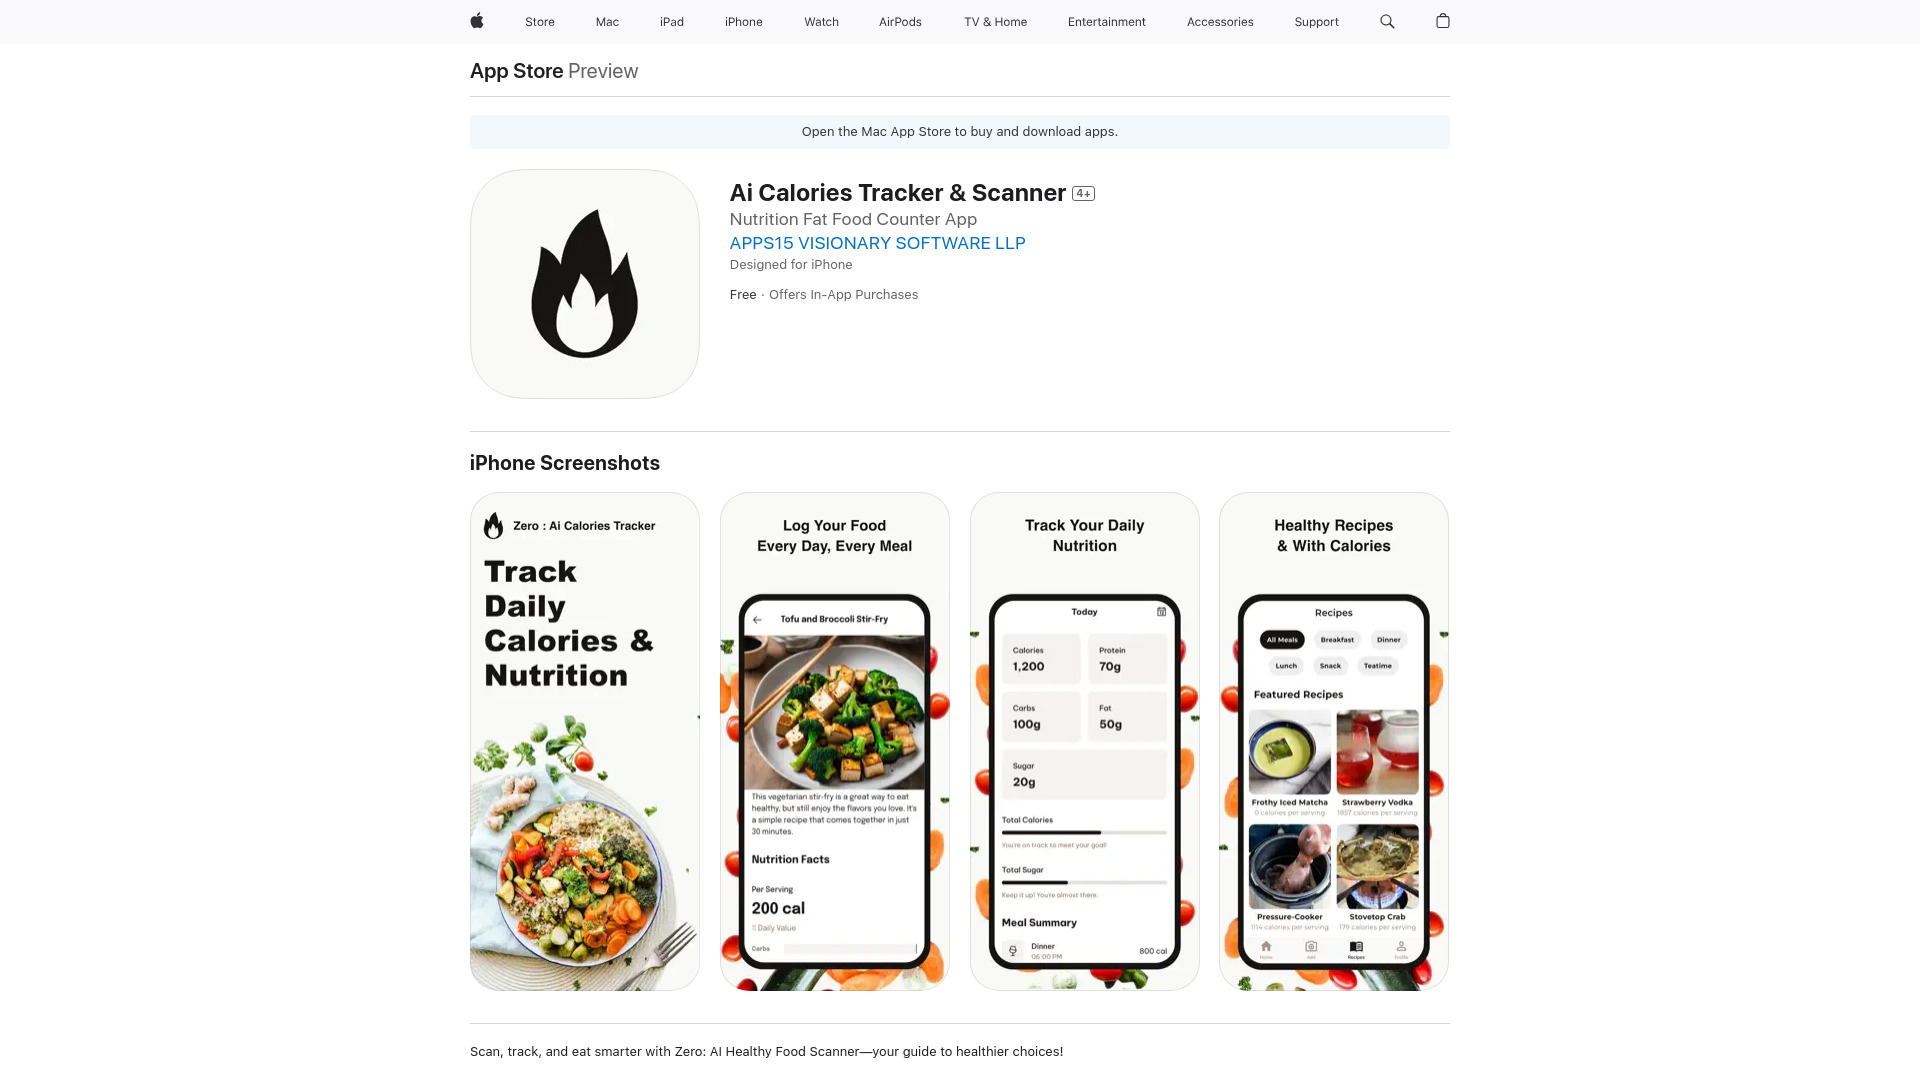 Store Mac iPad iPhone Watch AirPods TV & Home Entertainment Accessories Support
App Store Preview
Open the Mac App Store to buy and download apps.
Ai Calories Tracker & Scanner 4+
Nutrition Fat Food Counter App
APPS15 VISIONARY SOFTWARE LLP
Designed for iPhone
Free · Offers In-App Purchases
iPhone Screenshots
Zero : Ai Calories Tracker
Track
Daily
Calories &
Nutrition
Log Your Food
Every Day, Every Meal
Tofu and Broccoli Stir-Fry
This vegetarian stir-fry is a great way to eat
healthy, but still enjoy the flavors you love. It's
a simple recipe that comes together in just
30 minutes.
Nutrition Facts
Per Serving
200 cal
% Daily Value
Carbs
Track Your Daily
Nutrition
Today
Calories
1,200
Protein
70g
Carbs
100g
Fat
50g
Sugar
20g
Total Calories
You're on track to meet your goal!
Total Sugar
Keep it up! You're almost there.
Meal Summary
Dinner
06:00 PM
800 cal
Healthy Recipes
& With Calories
Recipes
All Meals Breakfast Dinner
Lunch Snack Teatime
Featured Recipes
Frothy Iced Matcha
0 calories per serving
Strawberry Vodka
1857 calories per serving
Pressure-Cooker
1114 calories per serving
Stovetop Crab
179 calories per serving
Home Add Recipes Profile
Scan, track, and eat smarter with Zero: AI Healthy Food Scanner—your guide to healthier choices!